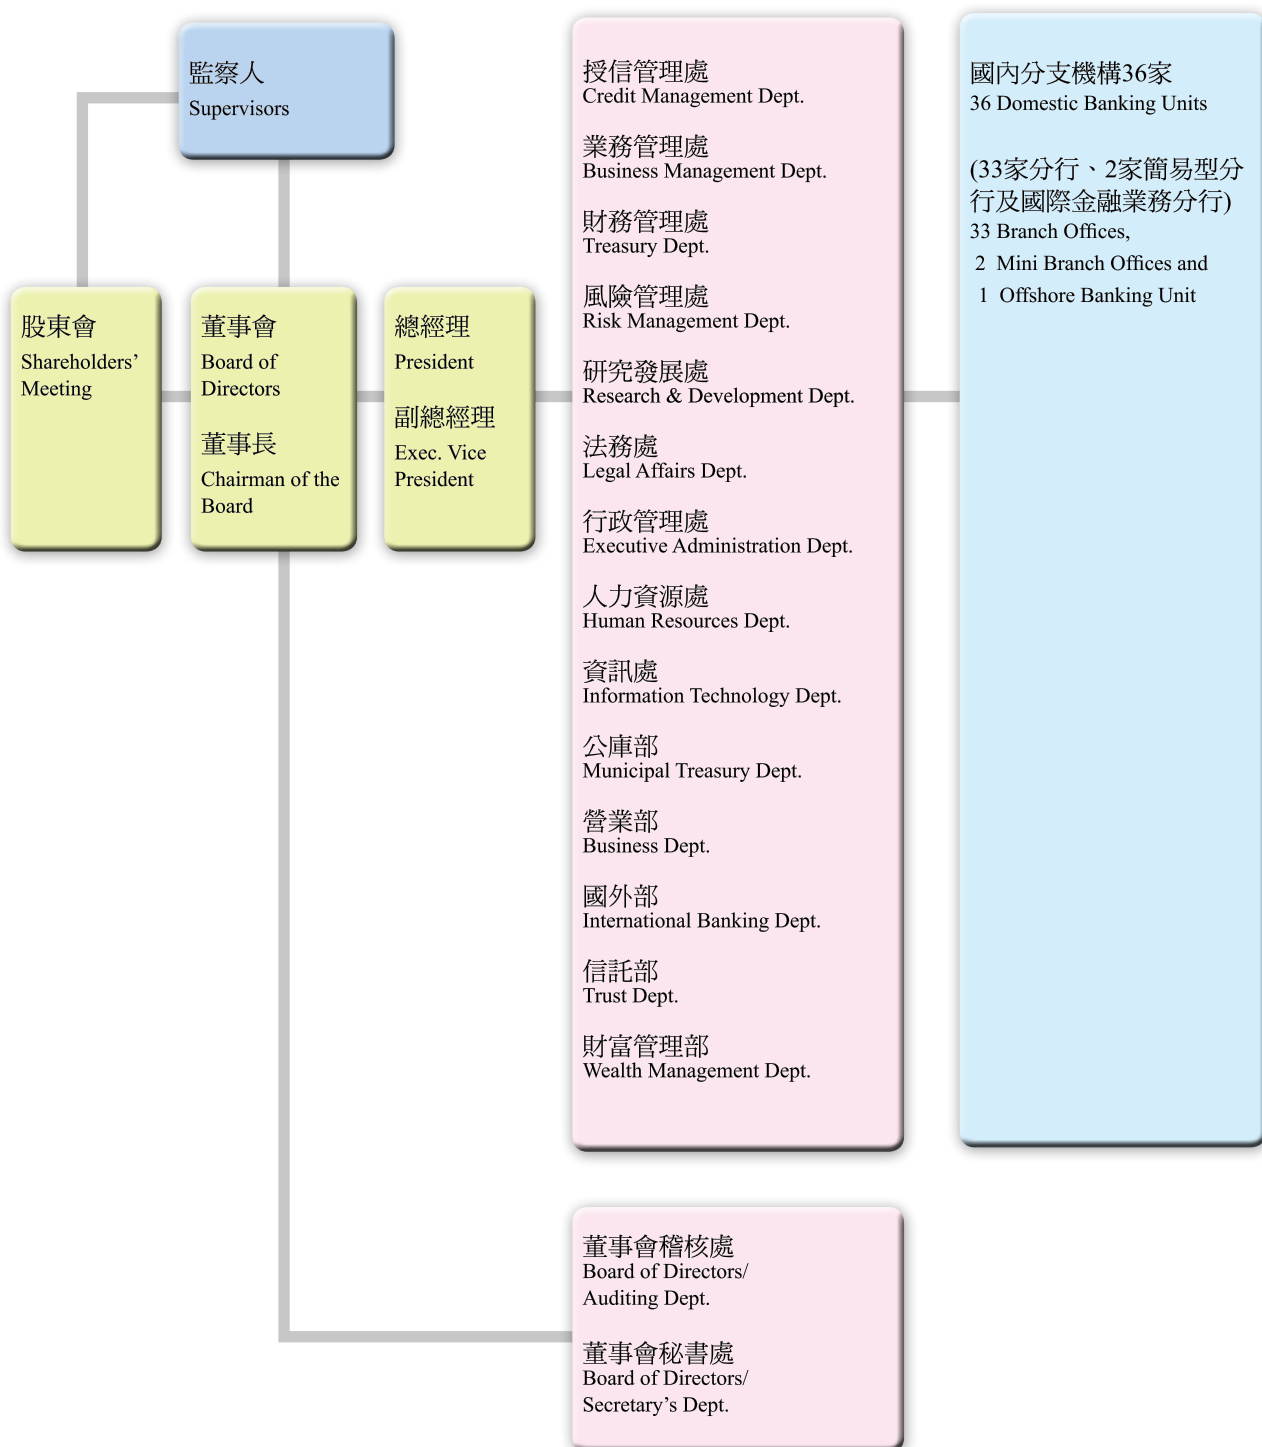 監察人
Supervisors
股東會
Shareholders’
Meeting
董事會
Board of
Directors
董事長
Chairman of the
Board
總經理
President
副總經理
Exec. Vice
President
授信管理處
Credit Management Dept.
業務管理處
Business Management Dept.
財務管理處
Treasury Dept.
風險管理處
Risk Management Dept.
研究發展處
Research & Development Dept.
法務處
Legal Affairs Dept.
行政管理處
Executive Administration Dept.
人力資源處
Human Resources Dept.
資訊處
Information Technology Dept.
公庫部
Municipal Treasury Dept.
營業部
Business Dept.
國外部
International Banking Dept.
信託部
Trust Dept.
財富管理部
Wealth Management Dept.
國內分支機構36家
36 Domestic Banking Units
(33家分行、2家簡易型分
行及國際金融業務分行)
33 Branch Offices,
2 Mini Branch Offices and
1 Offshore Banking Unit
董事會稽核處
Board of Directors/
Auditing Dept.
董事會秘書處
Board of Directors/
Secretary’s Dept.